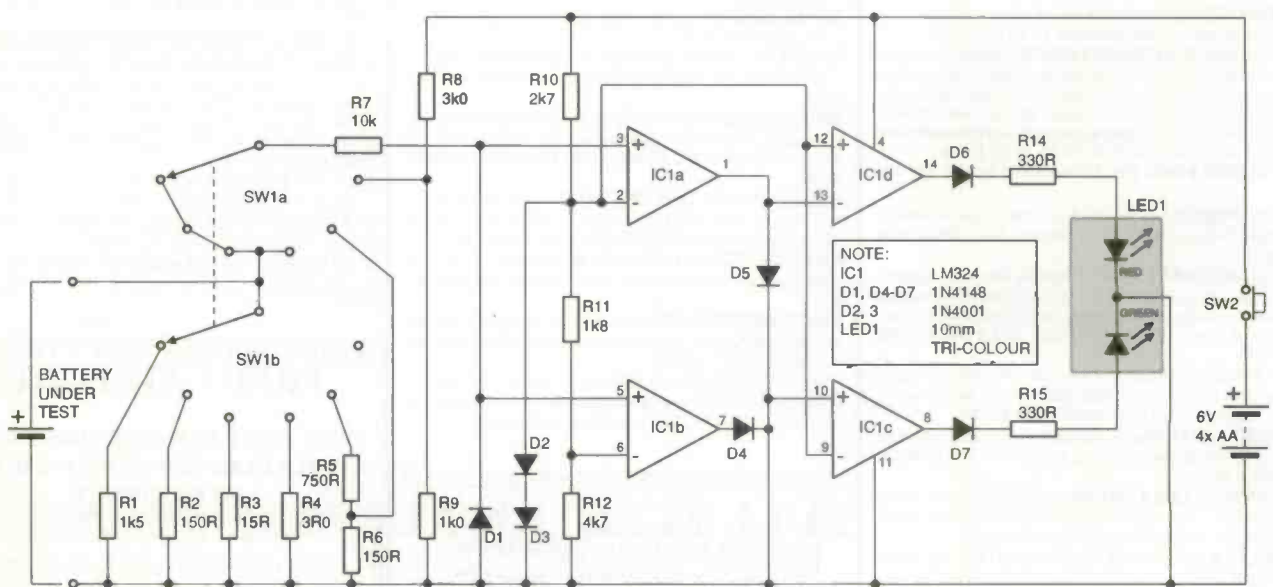 R8
3k0
R10
2k7
R7
10k
SW1a
3
+
2
-
IC1a
1
12
+
13
-
IC1d
4
14
D6
R14
330R
LED1
RED
GREEN
SW2
D5
NOTE:
IC1 LM324
D1, D4-D7 1N4148
D2, 3 1N4001
LED1 10mm
TRI-COLOUR
R11
1k8
SW1b
+
BATTERY
UNDER
TEST
5
+
6
-
IC1b
7
D4
10
+
9
-
IC1c
8
11
D7
R15
330R
+
6V
4x AA
D2
D3
R1
1k5
R2
150R
R3
15R
R4
3R0
R5
750R
R6
150R
R9
1k0
D1
R12
4k7